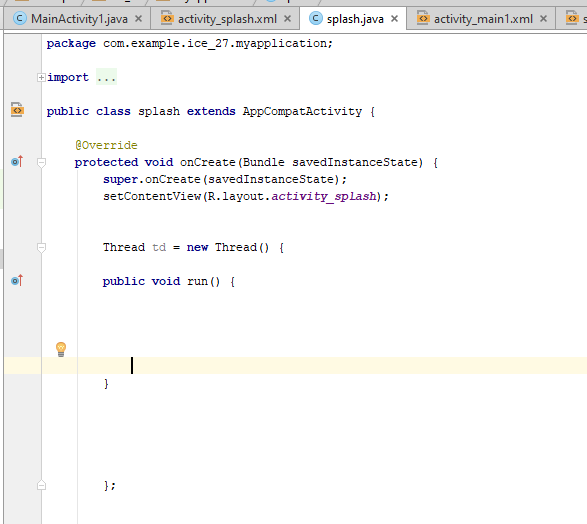 MainActivity1.java × activity_splash.xml × splash.java × activity_main1.xml ×
package com.example.ice_27.myapplication;
import ...
public class splash extends AppCompatActivity {
@Override
protected void onCreate(Bundle savedInstanceState) {
super.onCreate(savedInstanceState);
setContentView(R.layout.activity_splash);
Thread td = new Thread() {
public void run() {
}
};